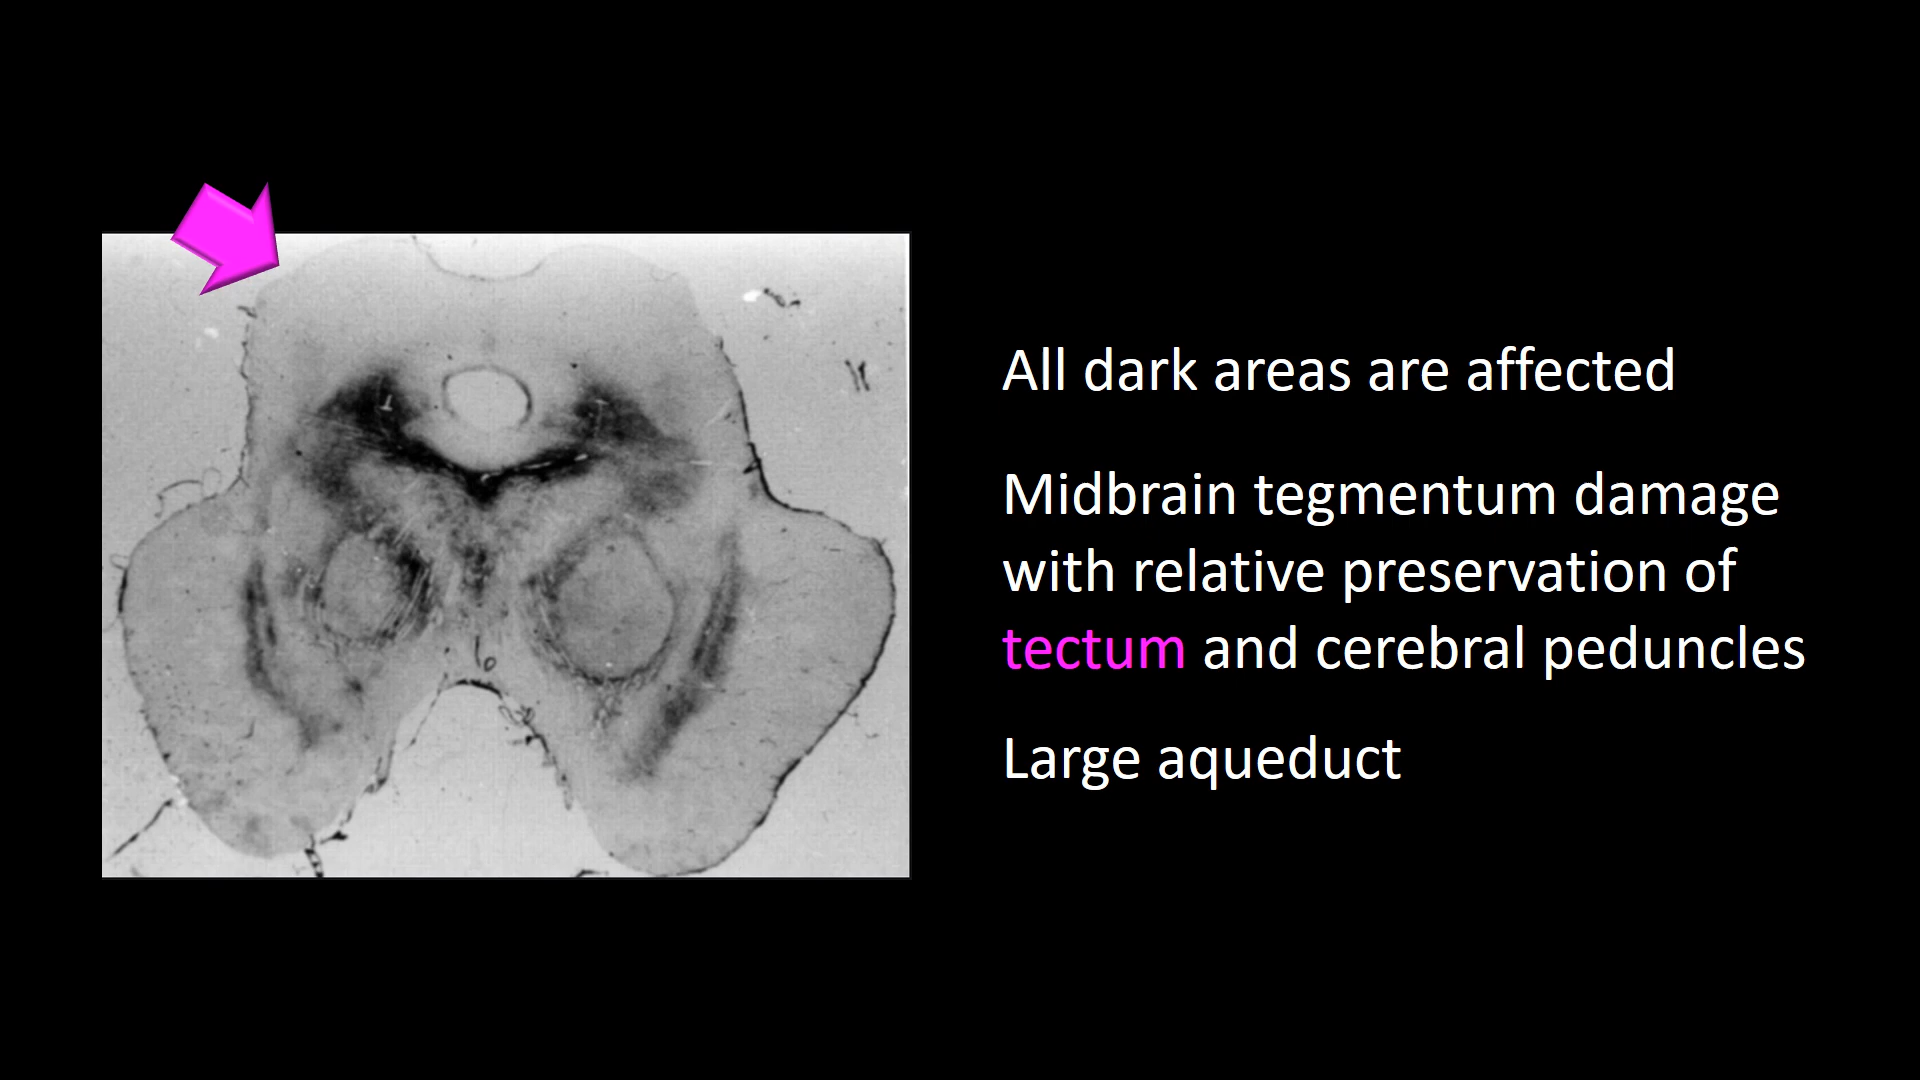 All dark areas are affected
Midbrain tegmentum damage
with relative preservation of
tectum and cerebral peduncles
Large aqueduct